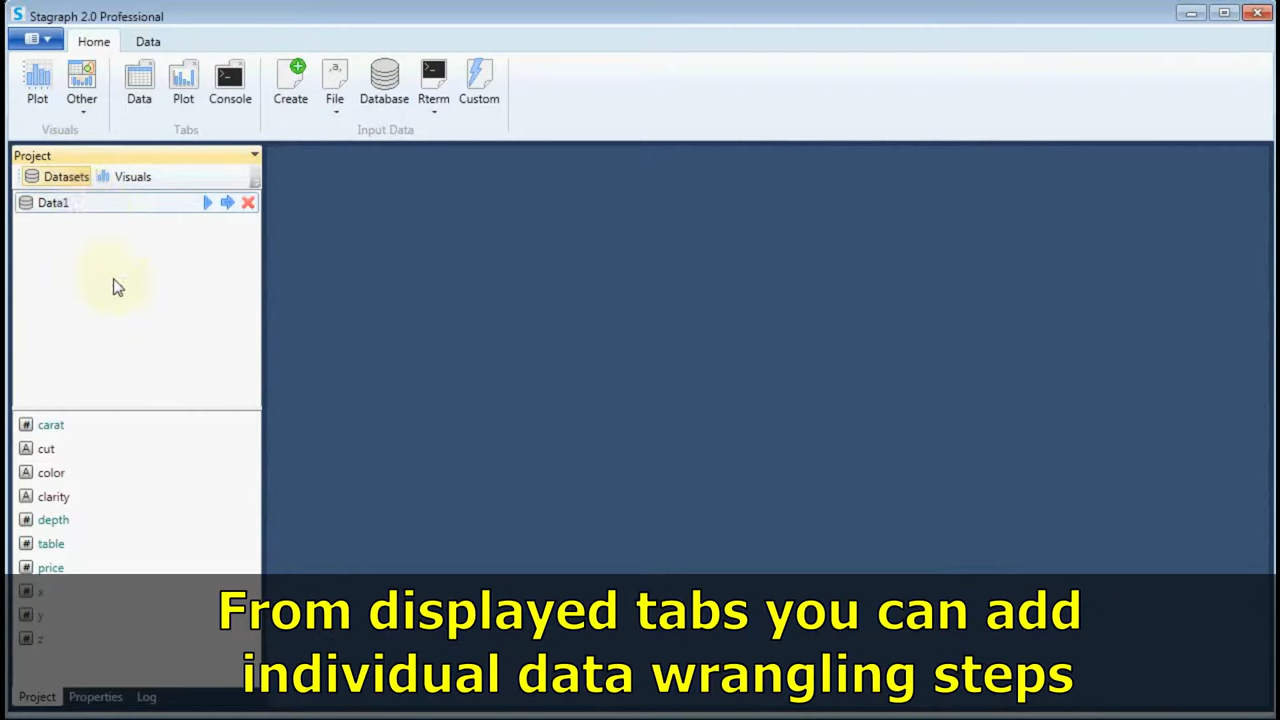 Stagraph 2.0 Professional
Home Data
Plot Other Data Plot Console Create File Database Rterm Custom
Visuals Tabs Input Data
Project
Datasets Visuals
Data1
# carat
A cut
A color
A clarity
# depth
# table
# price
# x
# y
# z
From displayed tabs you can add
individual data wrangling steps
Project Properties Log